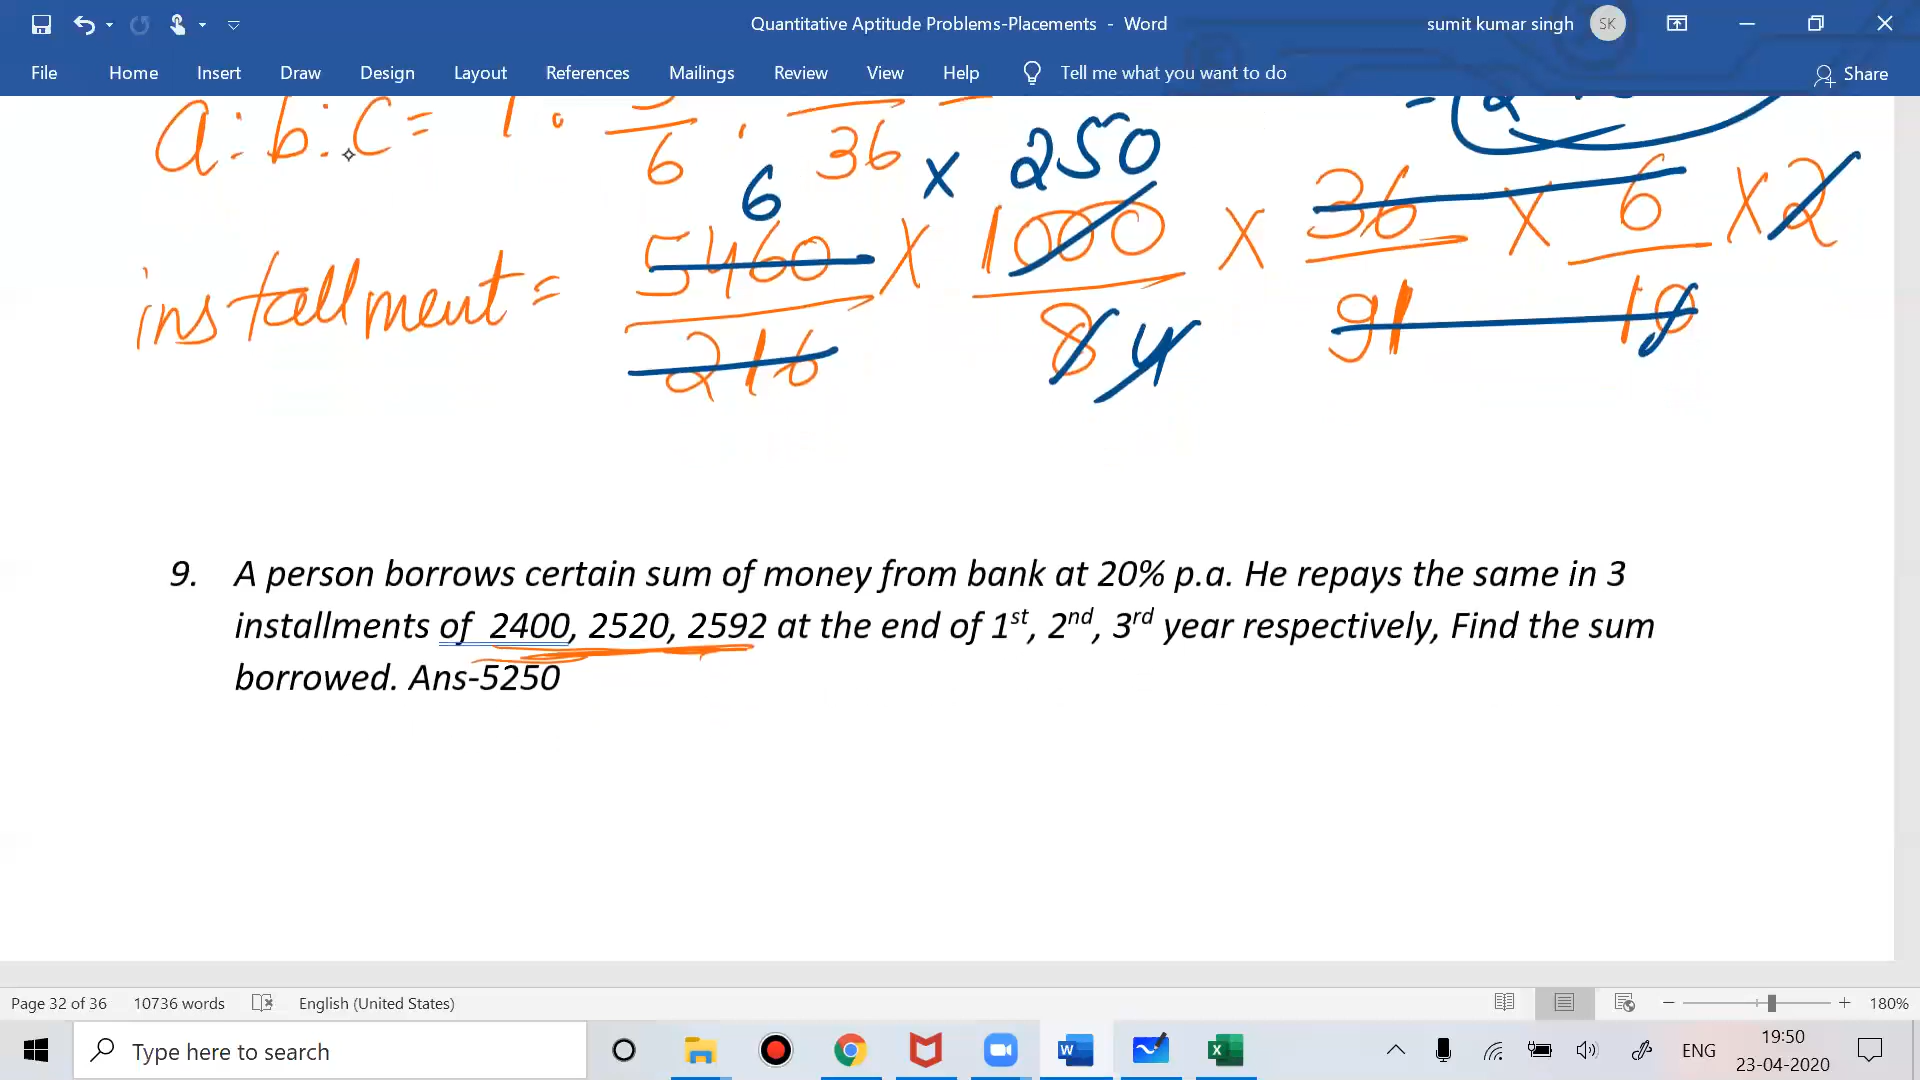 Quantitative Aptitude Problems-Placements - Word
sumit kumar singh SK
File Home Insert Draw Design Layout References Mailings Review View Help Tell me what you want to do Share
a : b : c = 1 : 5/6 : /36
6 × 250
installment = 5460/216 × 1000/8 4 × 36/91 × 6/10 × 2
9. A person borrows certain sum of money from bank at 20% p.a. He repays the same in 3
installments of 2400, 2520, 2592 at the end of 1st, 2nd, 3rd year respectively, Find the sum
borrowed. Ans-5250
Page 32 of 36 10736 words English (United States) 180%
Type here to search
ENG
19:50
23-04-2020